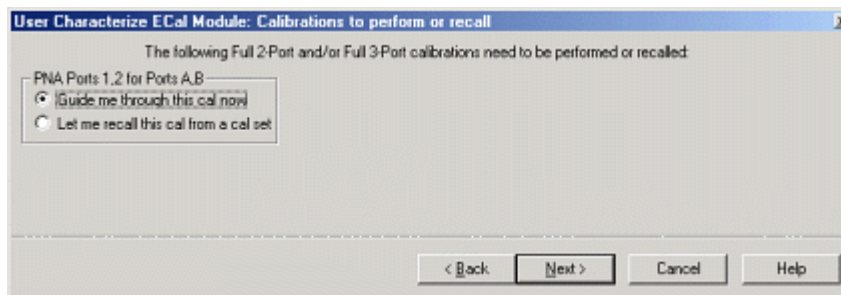 User Characterize ECal Module: Calibrations to perform or recall
The following Full 2-Port and/or Full 3-Port calibrations need to be performed or recalled:
PNA Ports 1,2 for Ports A,B
Guide me through this cal now
Let me recall this cal from a cal set
< Back
Next >
Cancel
Help